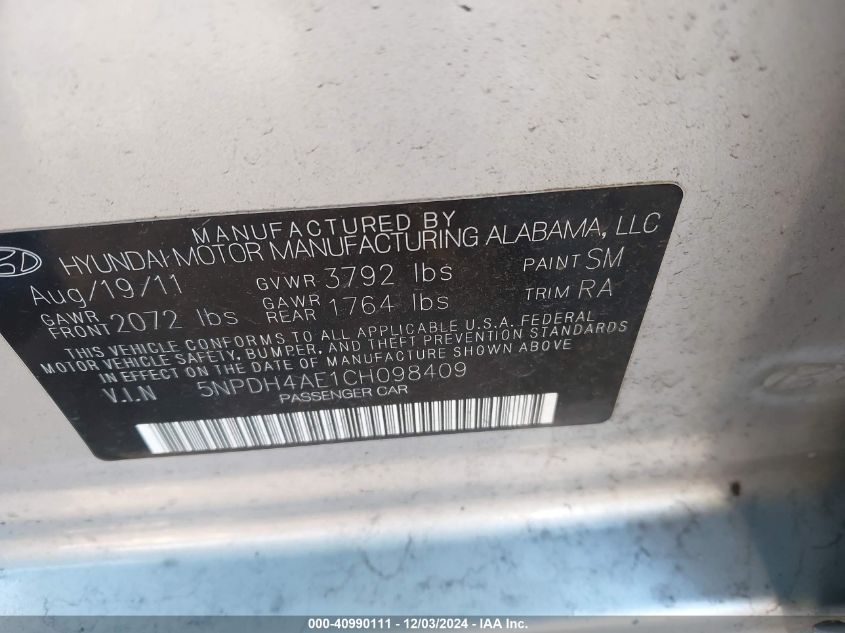 MANUFACTURED BY
HYUNDAI MOTOR MANUFACTURING ALABAMA, LLC
Aug/19/11 GVWR 3792 lbs PAINT SM
GAWR FRONT 2072 lbs GAWR REAR 1764 lbs TRIM RA
THIS VEHICLE CONFORMS TO ALL APPLICABLE U.S.A. FEDERAL
MOTOR VEHICLE SAFETY, BUMPER, AND THEFT PREVENTION STANDARDS
IN EFFECT ON THE DATE OF MANUFACTURE SHOWN ABOVE
V.I.N 5NPDH4AE1CH098409
PASSENGER CAR
000-40990111 - 12/03/2024 - IAA Inc.